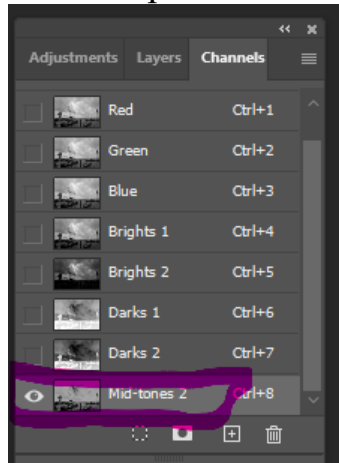 Adjustments Layers Channels
Red Ctrl+1
Green Ctrl+2
Blue Ctrl+3
Brights 1 Ctrl+4
Brights 2 Ctrl+5
Darks 1 Ctrl+6
Darks 2 Ctrl+7
Mid-tones 2 Ctrl+8